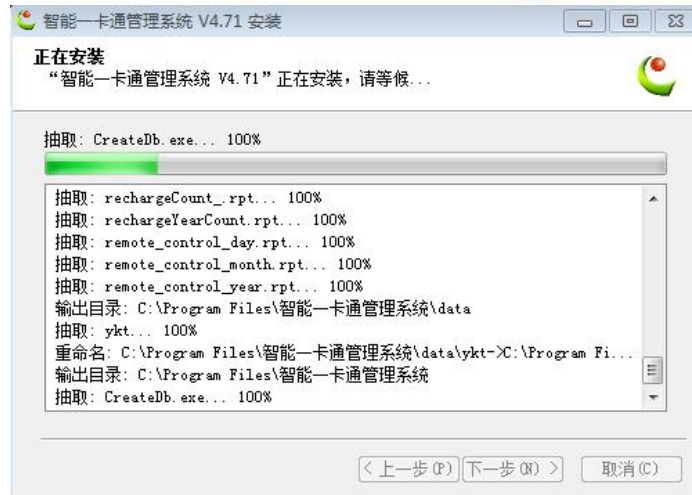 智能一卡通管理系统 V4.71 安装
正在安装
“智能一卡通管理系统 V4.71”正在安装，请等候...
抽取: CreateDb.exe... 100%
抽取: rechargeCount_.rpt... 100%
抽取: rechargeYearCount.rpt... 100%
抽取: remote_control_day.rpt... 100%
抽取: remote_control_month.rpt... 100%
抽取: remote_control_year.rpt... 100%
输出目录: C:\Program Files\智能一卡通管理系统\data
抽取: ykt... 100%
重命名: C:\Program Files\智能一卡通管理系统\data\ykt->C:\Program Fi...
输出目录: C:\Program Files\智能一卡通管理系统
抽取: CreateDb.exe... 100%
< 上一步(P) 下一步(N) > 取消(C)